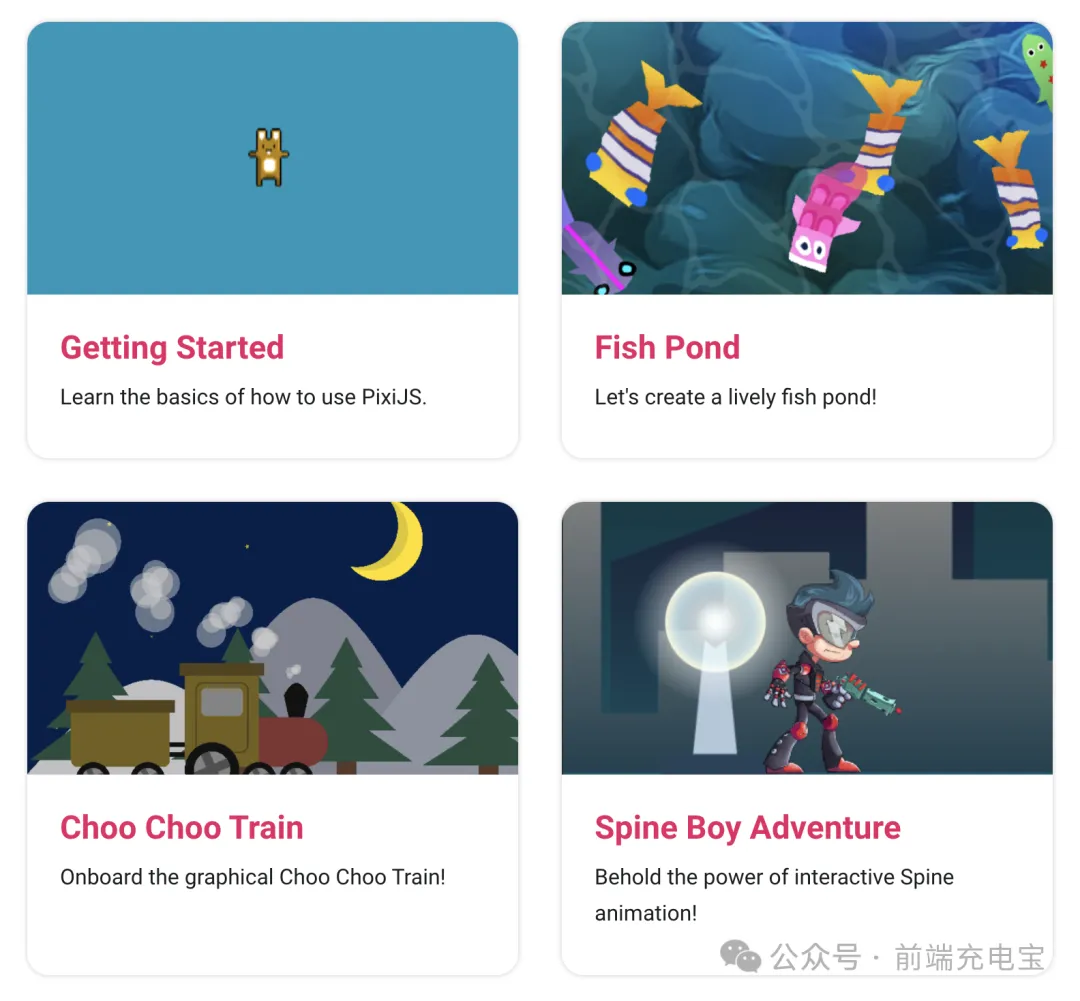 Getting Started
Learn the basics of how to use PixiJS.
Fish Pond
Let's create a lively fish pond!
Choo Choo Train
Onboard the graphical Choo Choo Train!
Spine Boy Adventure
Behold the power of interactive Spine
animation!
公众号 · 前端充电宝